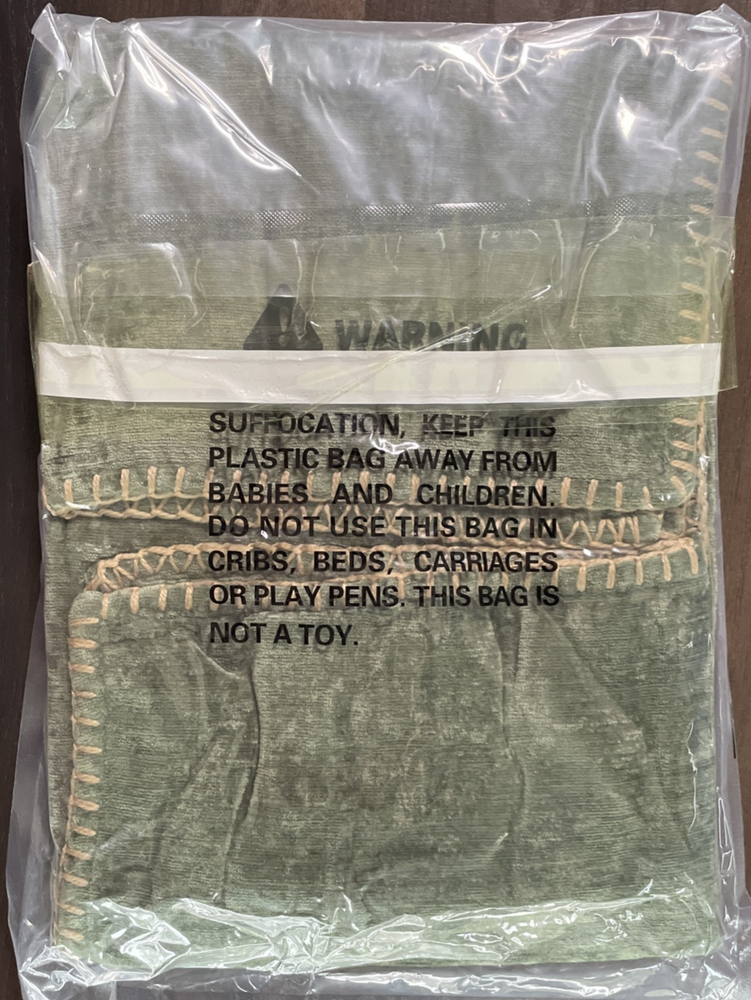 WARNING
SUFFOCATION, KEEP THIS
PLASTIC BAG AWAY FROM
BABIES AND CHILDREN.
DO NOT USE THIS BAG IN
CRIBS, BEDS, CARRIAGES
OR PLAY PENS. THIS BAG IS
NOT A TOY.